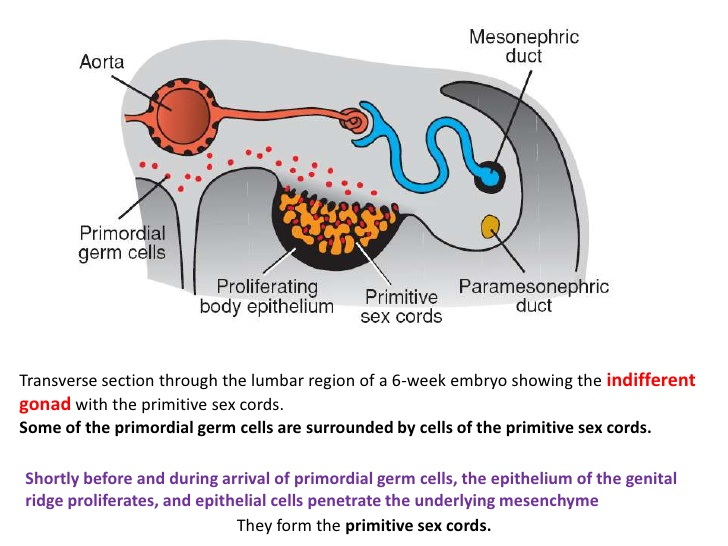 Mesonephric
duct
Aorta
Primordial
germ cells
Proliferating
body epithelium
Primitive
sex cords
Paramesonephric
duct
Transverse section through the lumbar region of a 6-week embryo showing the indifferent
gonad with the primitive sex cords.
Some of the primordial germ cells are surrounded by cells of the primitive sex cords.
Shortly before and during arrival of primordial germ cells, the epithelium of the genital
ridge proliferates, and epithelial cells penetrate the underlying mesenchyme
They form the primitive sex cords.